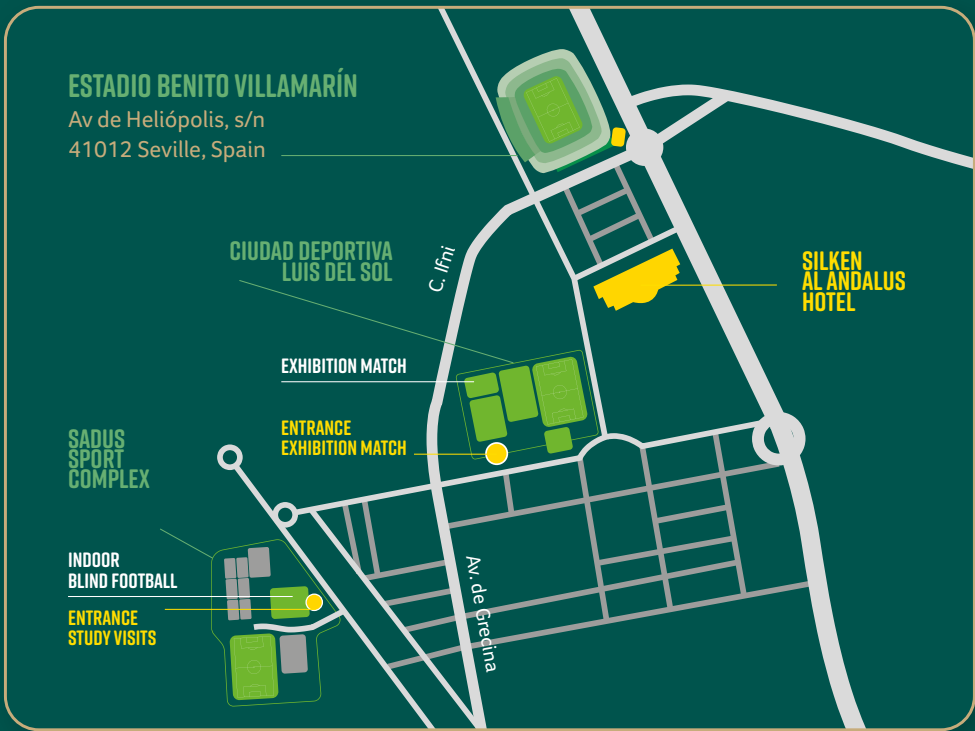 ESTADIO BENITO VILLAMARÍN
Av de Heliópolis, s/n
41012 Seville, Spain
CIUDAD DEPORTIVA
LUIS DEL SOL
C. Ifni
SILKEN
AL ANDALUS
HOTEL
EXHIBITION MATCH
ENTRANCE
EXHIBITION MATCH
SADUS
SPORT
COMPLEX
INDOOR
BLIND FOOTBALL
ENTRANCE
STUDY VISITS
Av. de Grecina